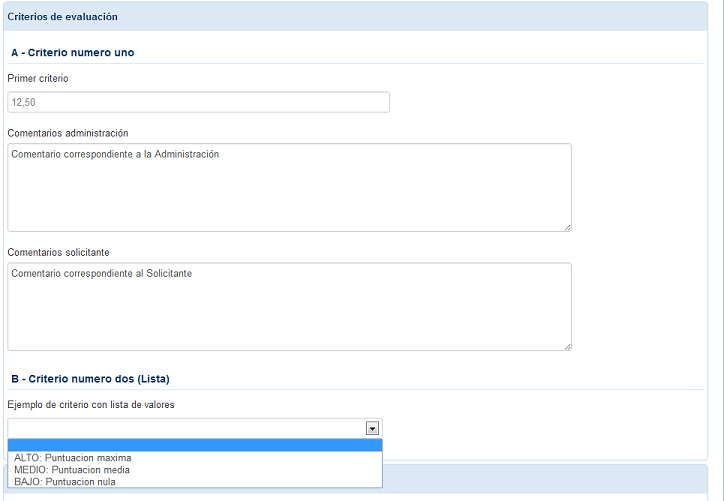 Criterios de evaluación
A - Criterio numero uno
Primer criterio
12,50
Comentarios administración
Comentario correspondiente a la Administración
Comentarios solicitante
Comentario correspondiente al Solicitante
B - Criterio numero dos (Lista)
Ejemplo de criterio con lista de valores
ALTO: Puntuacion maxima
MEDIO: Puntuacion media
BAJO: Puntuacion nula